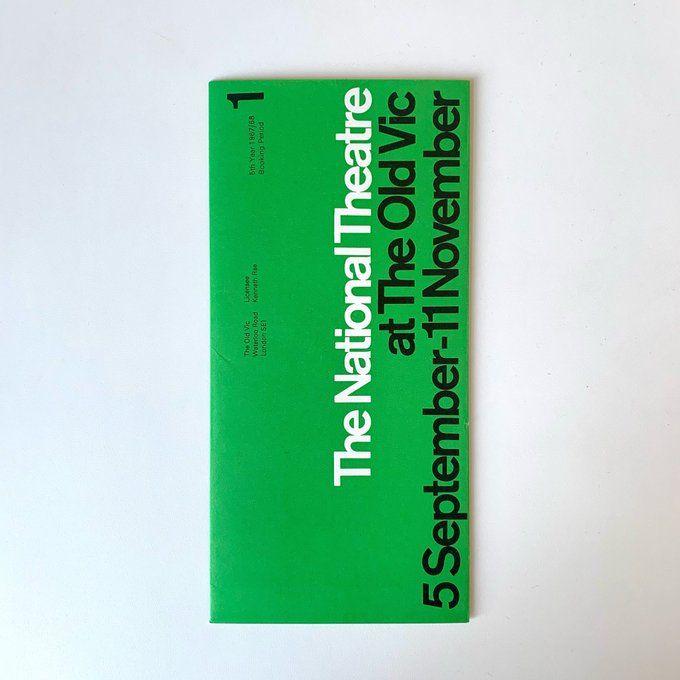 5th Year 1967/68
Booking Period
1
The Old Vic
Waterloo Road
London SE1
Licensee
Kenneth Rae
The National Theatre
at The Old Vic
5 September-11 November